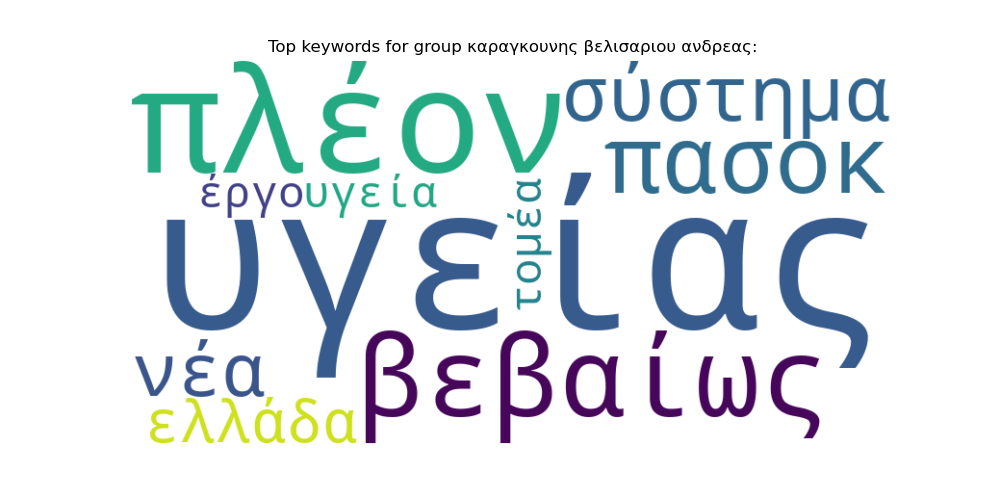 Top keywords for group καραγκουνης βελισαριου ανδρεας:
πλέον
σύστημα
πασοκ
έργο
υγεία
τομέα
υγείας
νέα
βεβαίως
ελλάδα